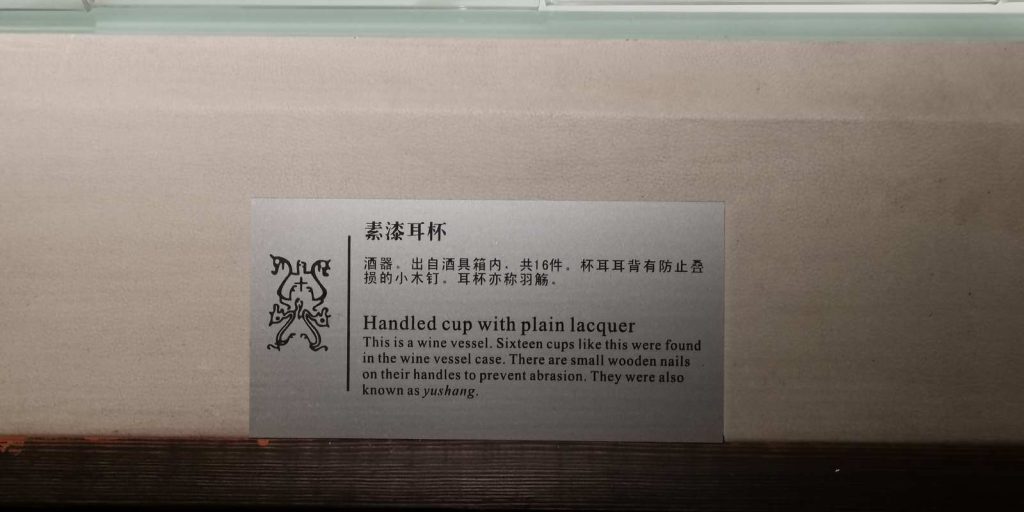 素漆耳杯
酒器。出自酒具箱内，共16件。杯耳耳背有防止叠
损的小木钉。耳杯亦称羽觞。
Handled cup with plain lacquer
This is a wine vessel. Sixteen cups like this were found
in the wine vessel case. There are small wooden nails
on their handles to prevent abrasion. They were also
known as yushang.